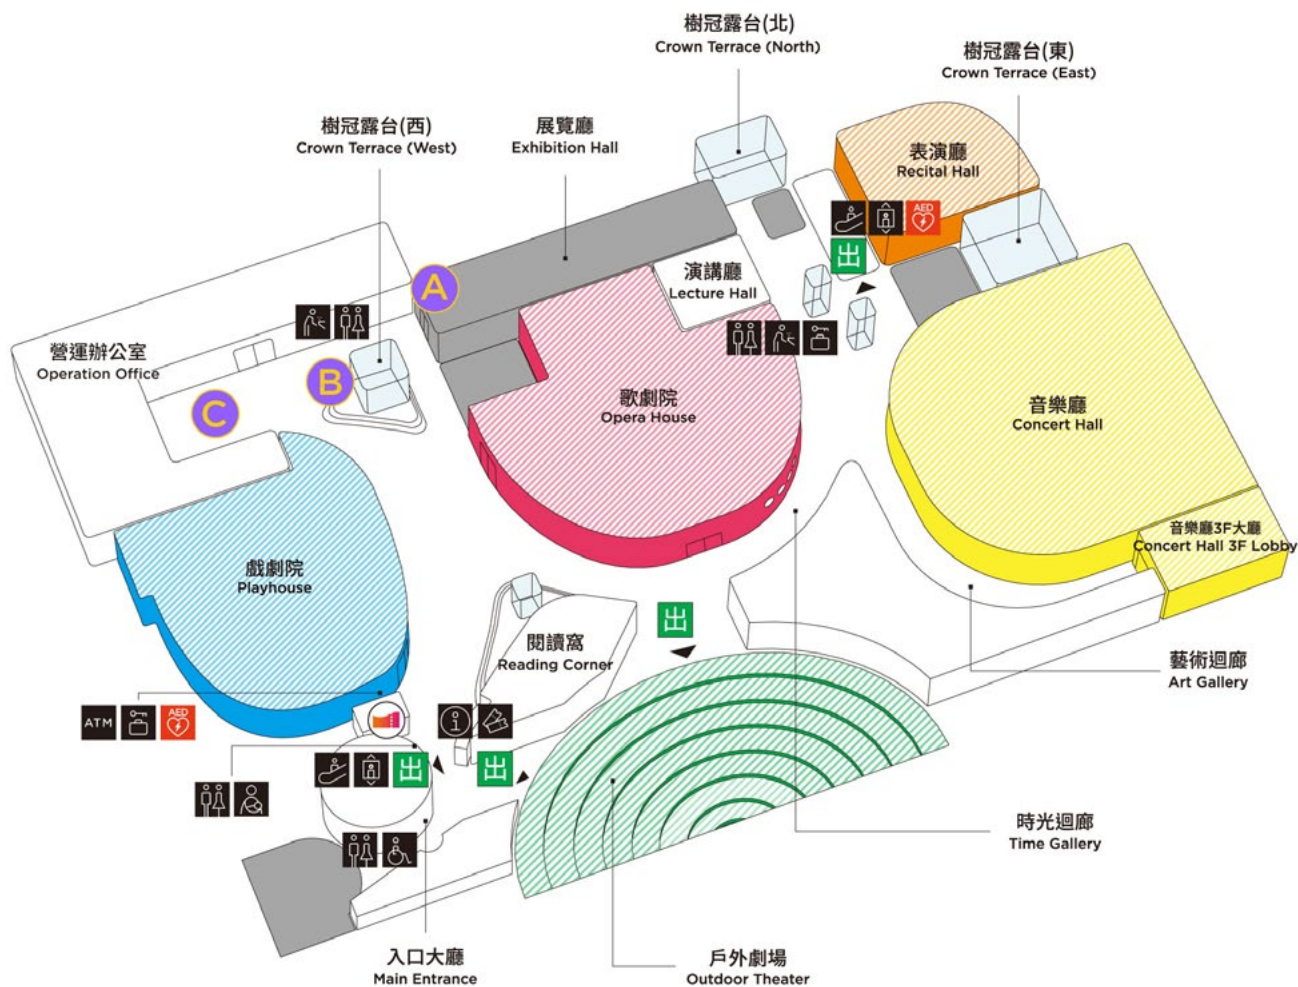 樹冠露台(北)
Crown Terrace (North)
樹冠露台(東)
Crown Terrace (East)
樹冠露台(西)
Crown Terrace (West)
展覽廳
Exhibition Hall
表演廳
Recital Hall
AED
出
演講廳
Lecture Hall
A
營運辦公室
Operation Office
B
C
歌劇院
Opera House
音樂廳
Concert Hall
音樂廳3F大廳
Concert Hall 3F Lobby
戲劇院
Playhouse
出
閱讀窩
Reading Corner
藝術迴廊
Art Gallery
ATM
AED
i
出
出
時光迴廊
Time Gallery
入口大廳
Main Entrance
戶外劇場
Outdoor Theater